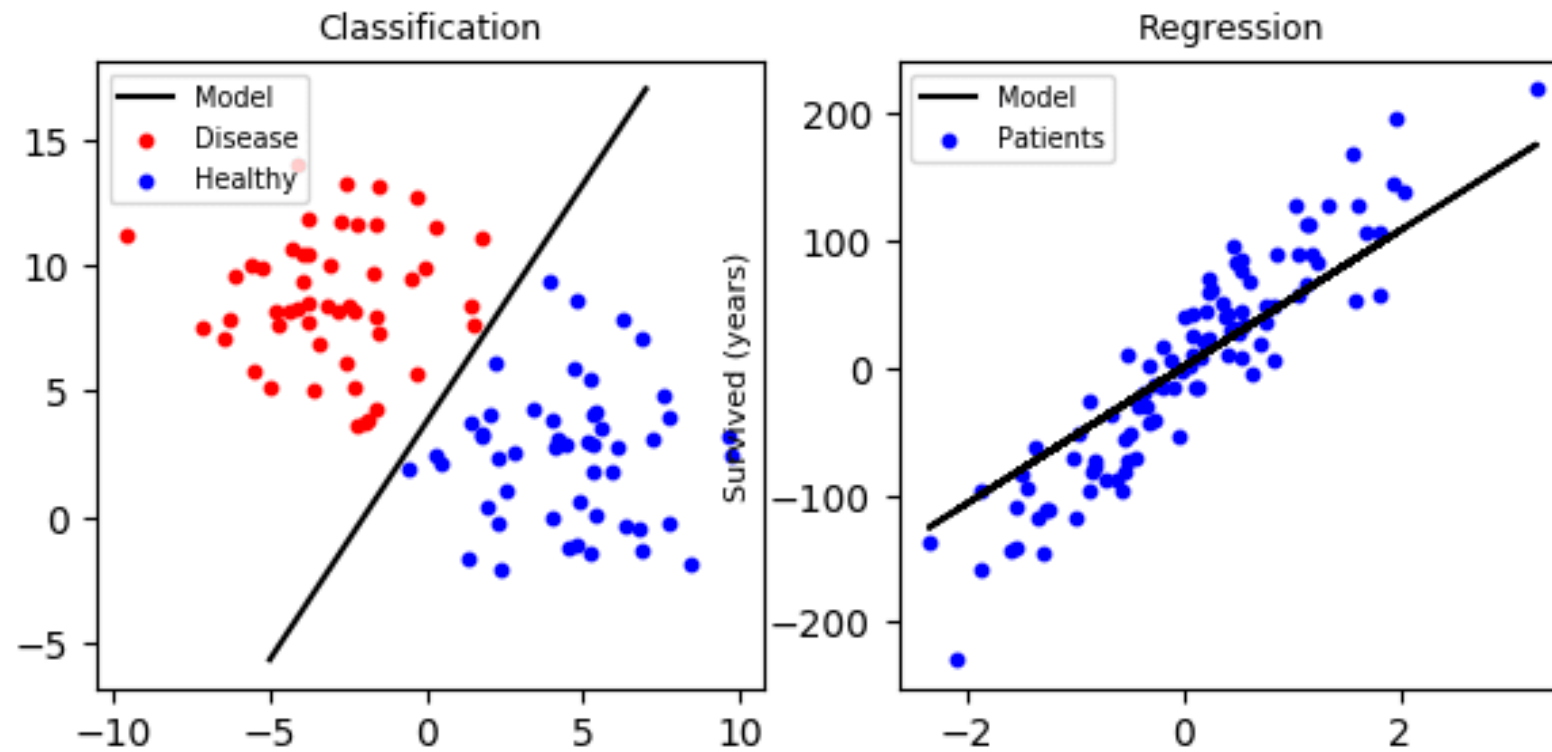 Classification
Model
Disease
Healthy
15
10
5
0
−5
−10
−5
0
5
10
Regression
Model
Patients
Survived (years)
200
100
0
−100
−200
−2
0
2